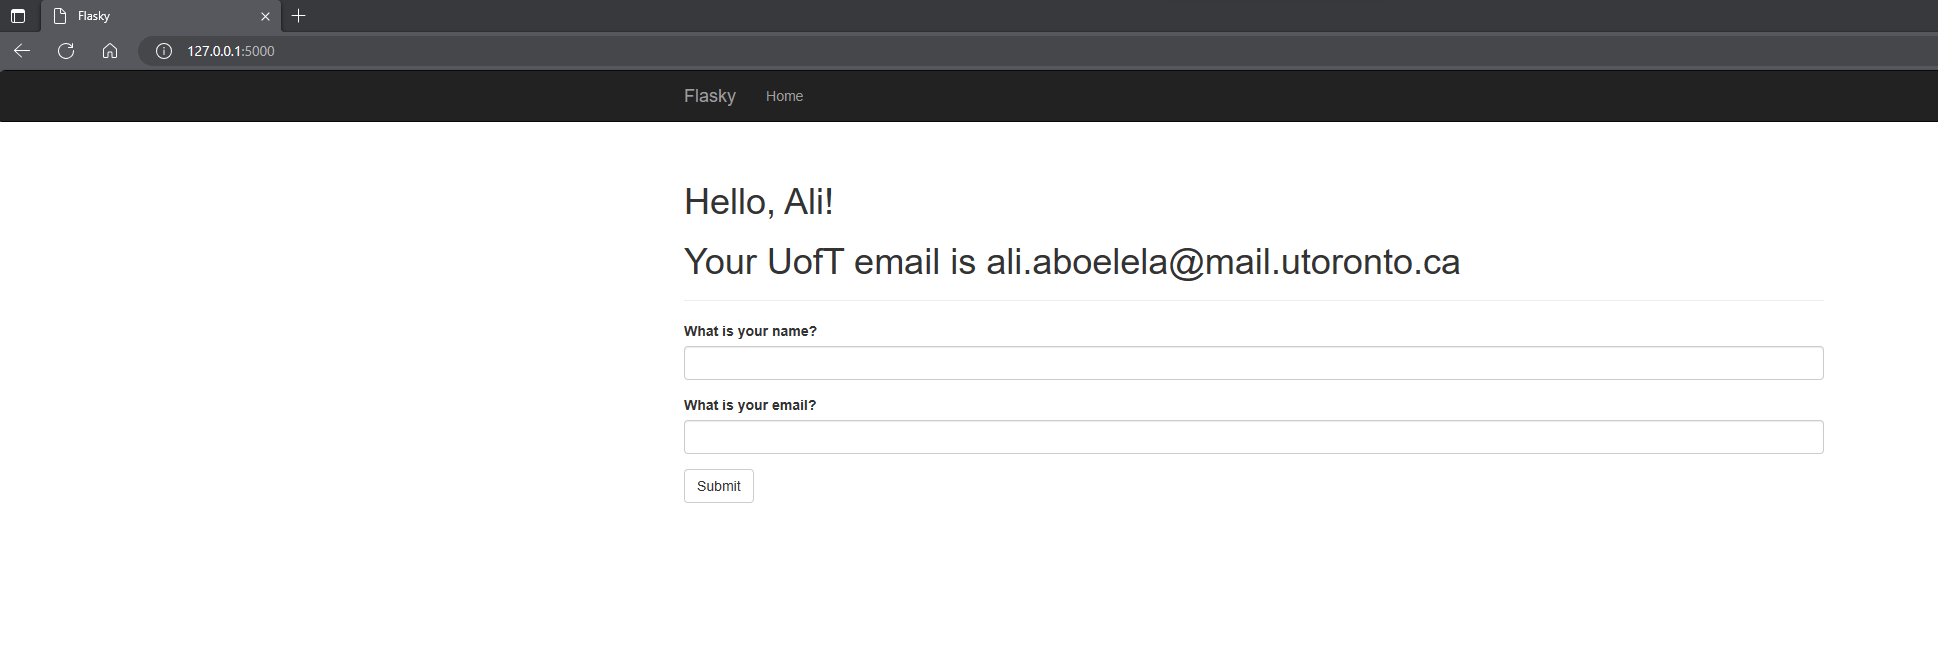 Flasky
127.0.0.1:5000
Flasky Home
Hello, Ali!
Your UofT email is ali.aboelela@mail.utoronto.ca
What is your name?
What is your email?
Submit